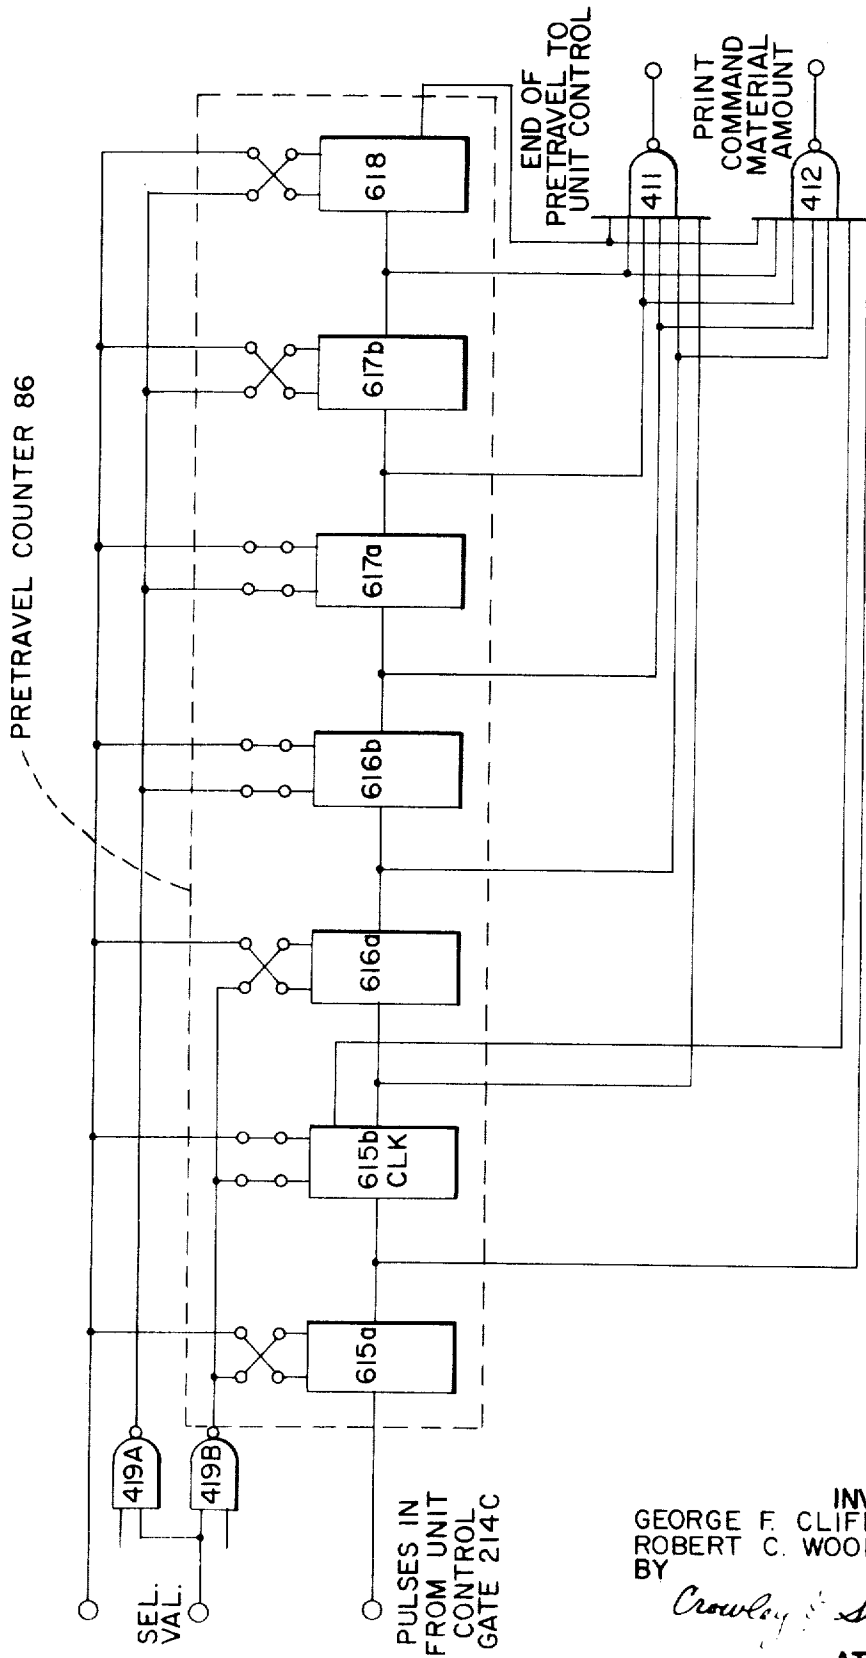 PRETRAVEL COUNTER 86
419A
419B
SEL.
VAL.
PULSES IN
FROM UNIT
CONTROL
GATE 214C
615a
615b
CLK
616a
616b
617a
617b
618
END OF
PRETRAVEL TO
UNIT CONTROL
411
PRINT
COMMAND
MATERIAL
AMOUNT
412
GEORGE F. CLIF
ROBERT C. WOO
BY
Crowley &